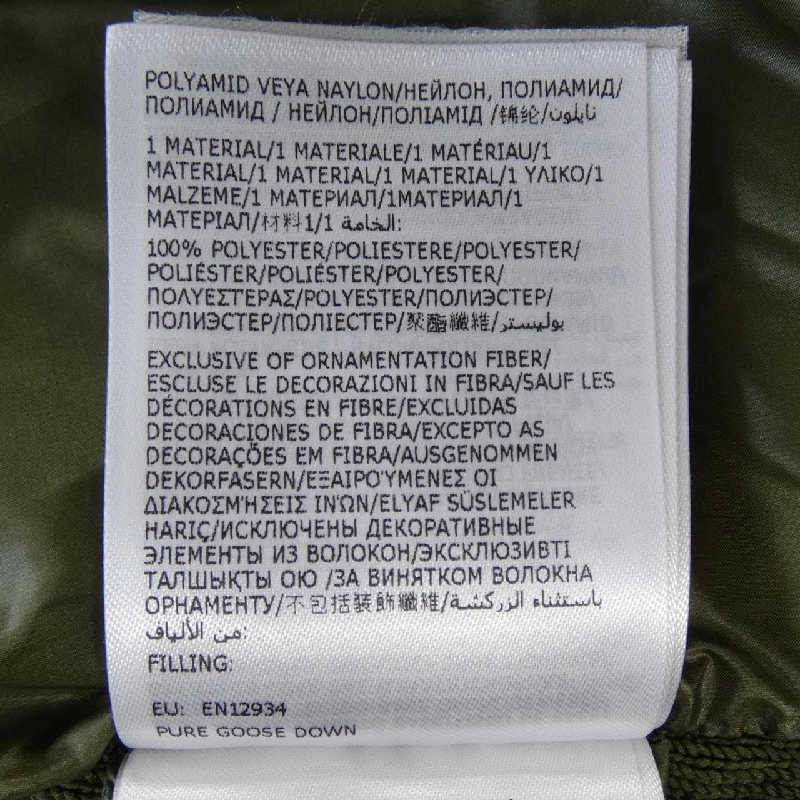 POLYAMID VEYA NAYLON/НЕЙЛОН, ПОЛИАМИД/
ПОЛИАМИД / НЕЙЛОН/ПОЛІАМІД /锦纶/نايلون
1 MATERIAL/1 MATERIALE/1 MATÉRIAU/1
MATERIAL/1 MATERIAL/1 MATERIAL/1 ΥΛΙΚΟ/1
MALZEME/1 МАТЕРИАЛ/1МАТЕРИАЛ/1
МАТЕРІАЛ/材料1/1 الخامة:
100% POLYESTER/POLIESTERE/POLYESTER/
POLIÉSTER/POLIÉSTER/POLYESTER/
ΠΟΛΥΕΣΤΕΡΑΣ/POLYESTER/ПОЛИЭСТЕР/
ПОЛИЭСТЕР/ПОЛІЕСТЕР/聚酯纖維/بوليستر
EXCLUSIVE OF ORNAMENTATION FIBER/
ESCLUSE LE DECORAZIONI IN FIBRA/SAUF LES
DÉCORATIONS EN FIBRE/EXCLUIDAS
DECORACIONES DE FIBRA/EXCEPTO AS
DECORAÇÕES EM FIBRA/AUSGENOMMEN
DEKORFASERN/ΕΞΑΙΡΟΎΜΕΝΕΣ ΟΙ
ΔΙΑΚΟΣΜΉΣΕΙΣ ΙΝΏΝ/ELYAF SÜSLEMELER
HARIÇ/ИСКЛЮЧЕНЫ ДЕКОРАТИВНЫЕ
ЭЛЕМЕНТЫ ИЗ ВОЛОКОН/ЭКСКЛЮЗИВТІ
ТАЛШЫҚТЫ ОЮ /ЗА ВИНЯТКОМ ВОЛОКНА
ОРНАМЕНТУ/不包括装飾纖維/باستثناء الزركشة
من الألياف:
FILLING:
EU: EN12934
PURE GOOSE DOWN